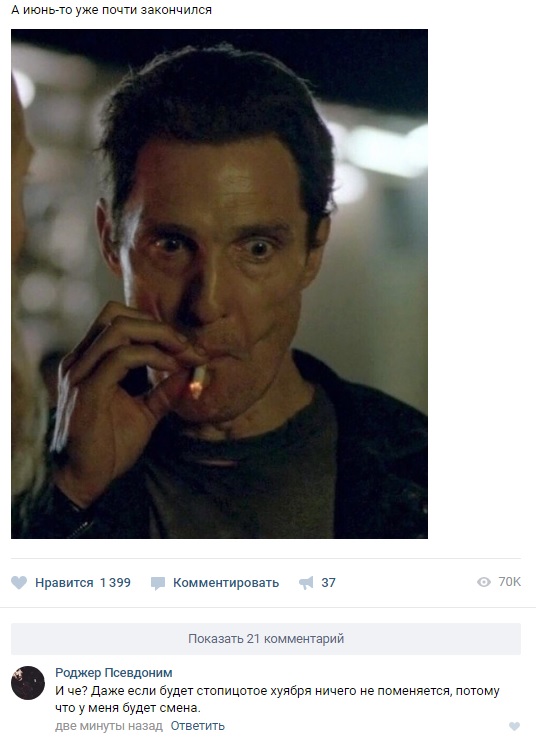 А июнь-то уже почти закончился
Нравится 1 399 Комментировать 37 70K
Показать 21 комментарий
Роджер Псевдоним
И че? Даже если будет стопицотое хуября ничего не поменяется, потому
что у меня будет смена.
две минуты назад Ответить